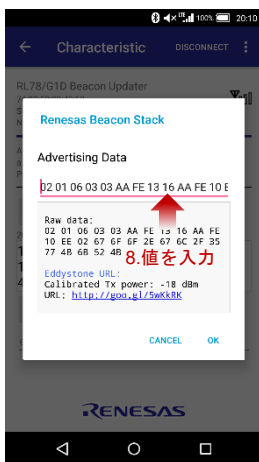 100% 20:10
Characteristic DISCONNECT
RL78/G1D Beacon Updater
Renesas Beacon Stack
Advertising Data
02 01 06 03 03 AA FE 13 16 AA FE 10 E
Raw data:
02 01 06 03 03 AA FE 13 16 AA FE
10 EE 02 67 6F 6F 2E 67 6C 2F 35
77 4B 6B 52 4B
8.値を入力
Eddystone URL:
Calibrated Tx power: -18 dBm
URL: http://goo.gl/5wKkRK
CANCEL OK
RENESAS